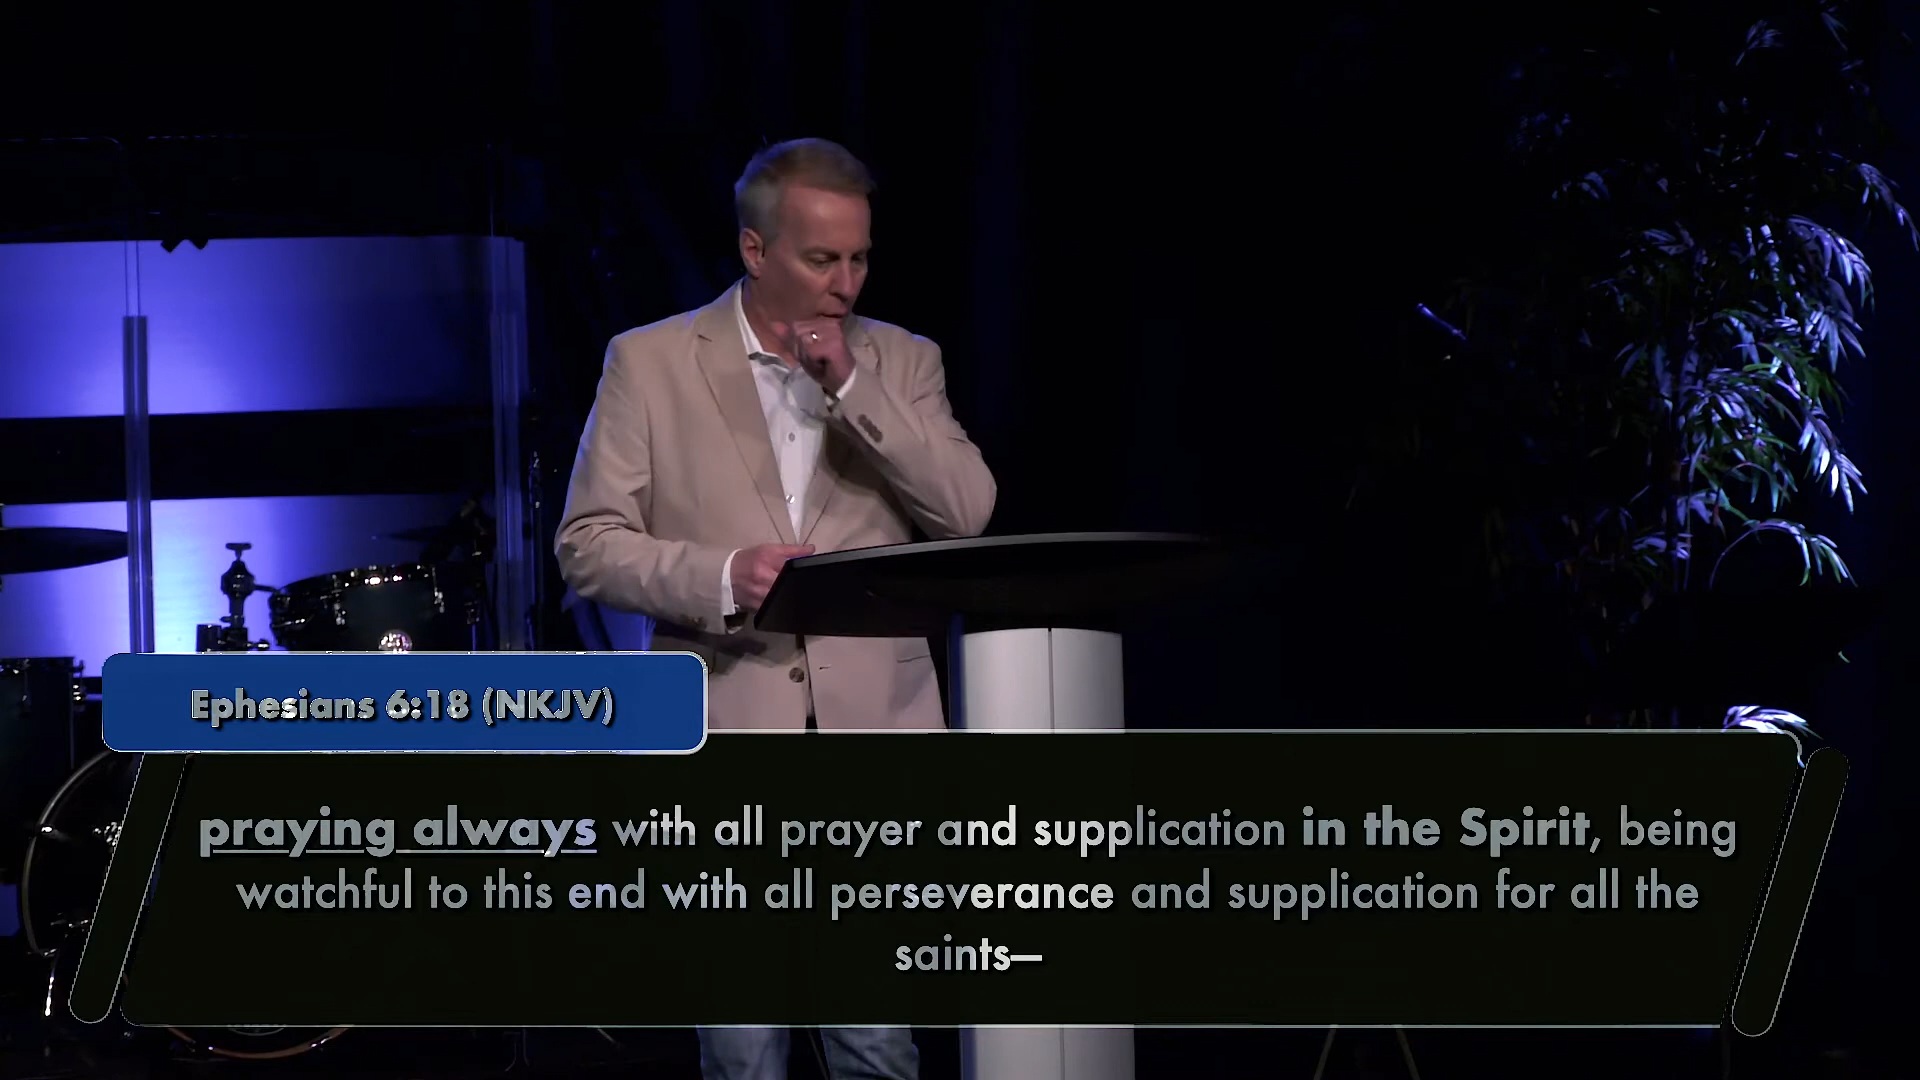 Ephesians 6:18 (NKJV)
praying always with all prayer and supplication in the Spirit, being
watchful to this end with all perseverance and supplication for all the
saints—